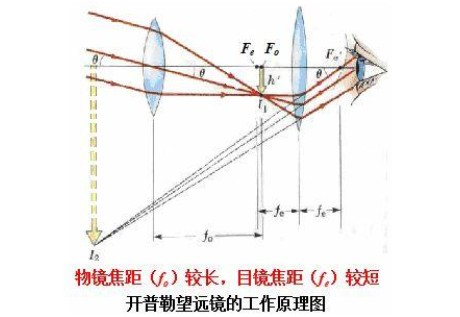 θ θ Fₑ Fₒ θ Fₑ'
h'
I₁
fₑ fₑ
I₂ fₒ
物镜焦距（fₒ）较长，目镜焦距（fₑ）较短
开普勒望远镜的工作原理图